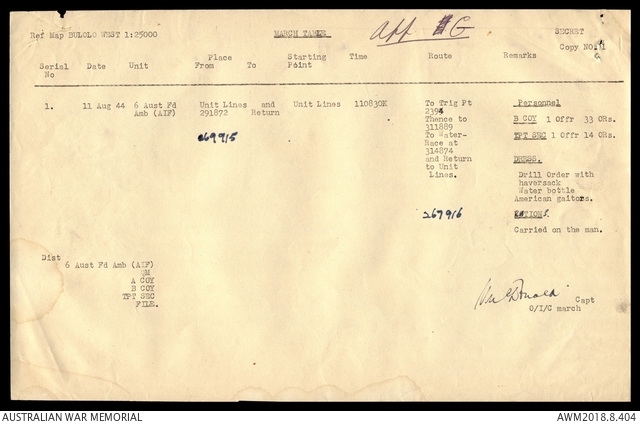 App G
Ref Map BULOLO WEST 1:25000 MARCH TABLE SECRET
Copy No 1
Serial No Date Unit Place From To Starting Point Time Route Remarks
1. 11 Aug 44 6 Aust Fd Amb (AIF) Unit Lines 291872 and Return Unit Lines 110830K
069915
To Trig Pt
2394
Thence to
311889
To Water-
Race at
314874
and Return
to Unit
Lines.
267916
Personnel
B COY 1 Offr 33 ORs.
TPT SEC 1 Offr 14 ORs.
DRESS.
Drill Order with
haversack
Water bottle
American gaitors.
RATIONS.
Carried on the man.
Dist
6 Aust Fd Amb (AIF)
QM
A COY
B COY
TPT SEC
FILE.
McDonald Capt
O/I/C march
AUSTRALIAN WAR MEMORIAL AWM2018.8.404